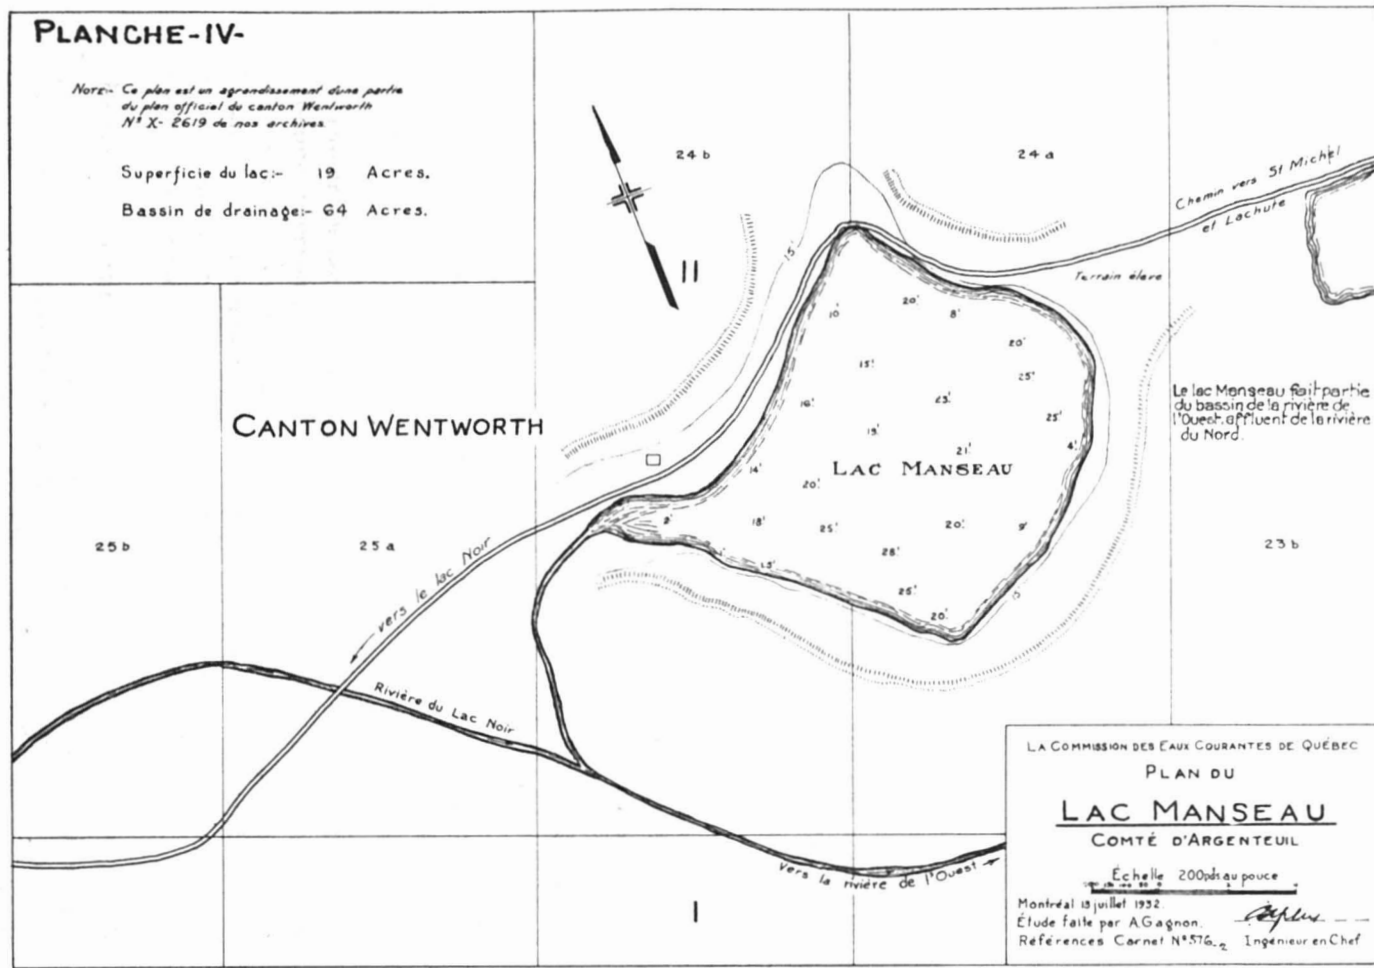 PLANCHE-IV-
NOTE:- Ce plan est un agrandissement d'une partie
du plan officiel du canton Wentworth
Nº X- 2619 de nos archives
Superficie du lac:- 19 Acres.
Bassin de drainage:- 64 Acres.
24 b
24 a
Chemin vers St Michel
et Lachute
II
15'
Terrain élevé
10'
20'
8'
20'
15'
25'
16'
23'
25'
Le lac Manseau fait partie
du bassin de la rivière de
l'Ouest, affluent de la rivière
du Nord.
CANTON WENTWORTH
19'
21'
4'
14'
LAC MANSEAU
20'
2'
18'
25'
20'
9'
25 b
25 a
vers le lac Noir
28'
23 b
15'
25'
20'
Rivière du Lac Noir
vers la rivière de l'Ouest
I
LA COMMISSION DES EAUX COURANTES DE QUÉBEC
PLAN DU
LAC MANSEAU
COMTÉ D'ARGENTEUIL
Échelle 200pds au pouce
Montréal 13 juillet 1932.
Étude faite par A.Gagnon.
Références Carnet Nº 576-2 Ingénieur en Chef